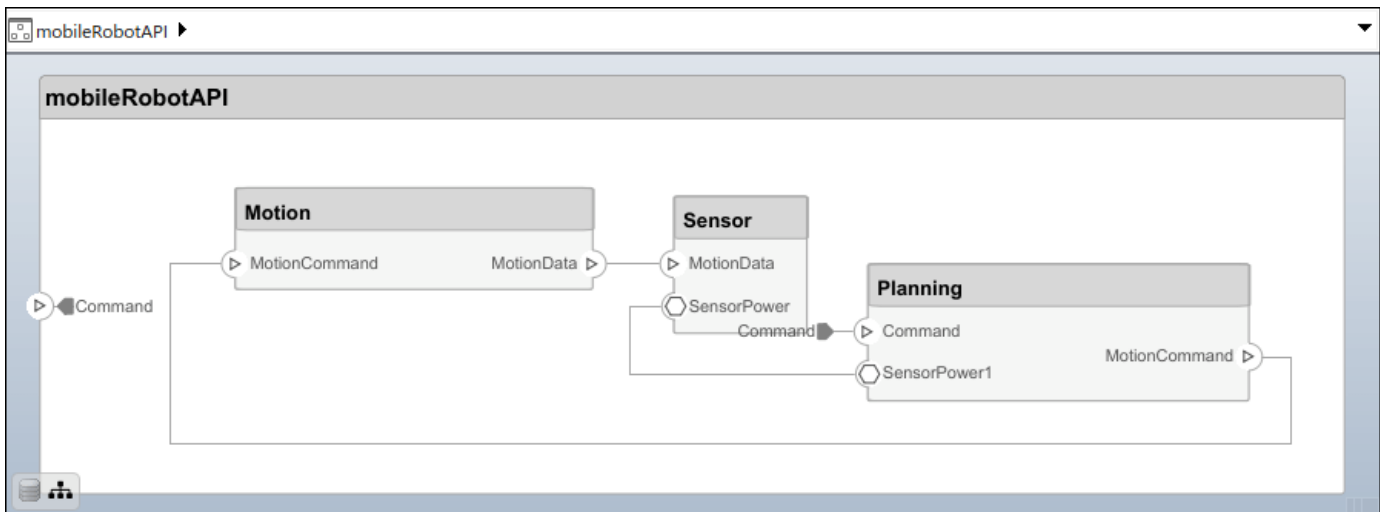 mobileRobotAPI
mobileRobotAPI
Motion
Sensor
MotionCommand
MotionData
MotionData
Planning
Command
SensorPower
Command
Command
MotionCommand
SensorPower1